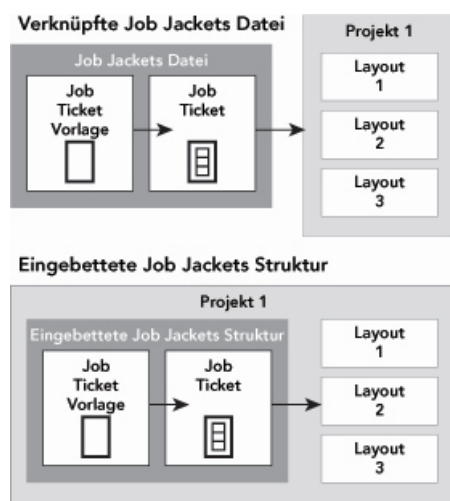 Verknüpfte Job Jackets Datei
Projekt 1
Job Jackets Datei
Job
Ticket
Vorlage
Job
Ticket
Layout
1
Layout
2
Layout
3
Eingebettete Job Jackets Struktur
Projekt 1
Eingebettete Job Jackets Struktur
Job
Ticket
Vorlage
Job
Ticket
Layout
1
Layout
2
Layout
3